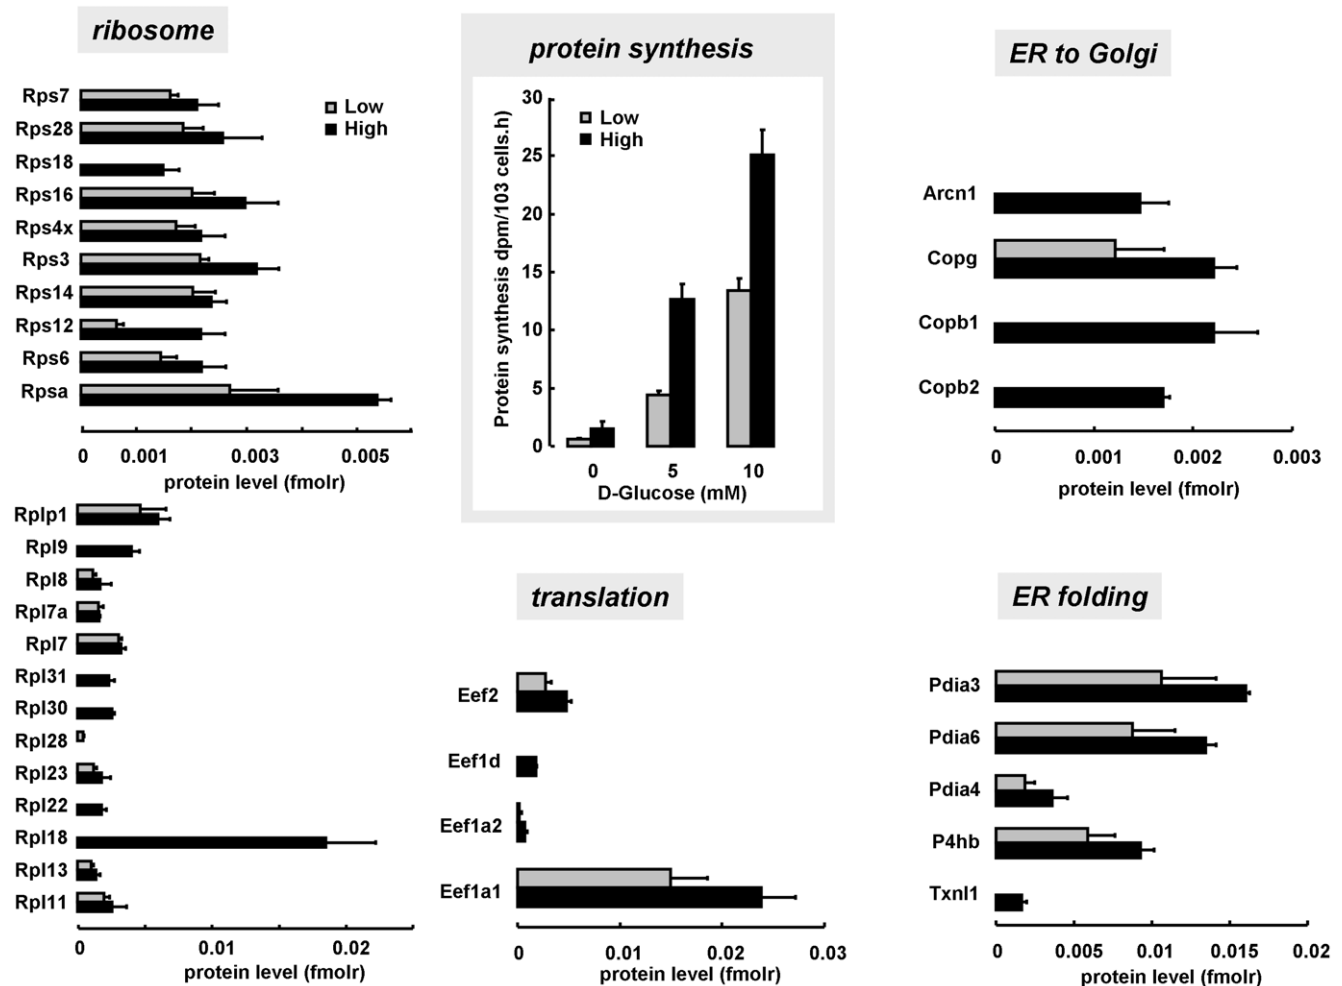 ribosome
Rps7
Rps28
Rps18
Rps16
Rps4x
Rps3
Rps14
Rps12
Rps6
Rpsa
Low
High
0 0.001 0.003 0.005
protein level (fmolr)
Rplp1
Rpl9
Rpl8
Rpl7a
Rpl7
Rpl31
Rpl30
Rpl28
Rpl23
Rpl22
Rpl18
Rpl13
Rpl11
0 0.01 0.02
protein level (fmolr)
protein synthesis
Protein synthesis dpm/103 cells.h)
30
25
20
15
10
5
0
Low
High
0 5 10
D-Glucose (mM)
translation
Eef2
Eef1d
Eef1a2
Eef1a1
0 0.01 0.02 0.03
protein level (fmolr)
ER to Golgi
Arcn1
Copg
Copb1
Copb2
0 0.001 0.002 0.003
protein level (fmolr)
ER folding
Pdia3
Pdia6
Pdia4
P4hb
Txnl1
0 0.005 0.01 0.015 0.02
protein level (fmolr)